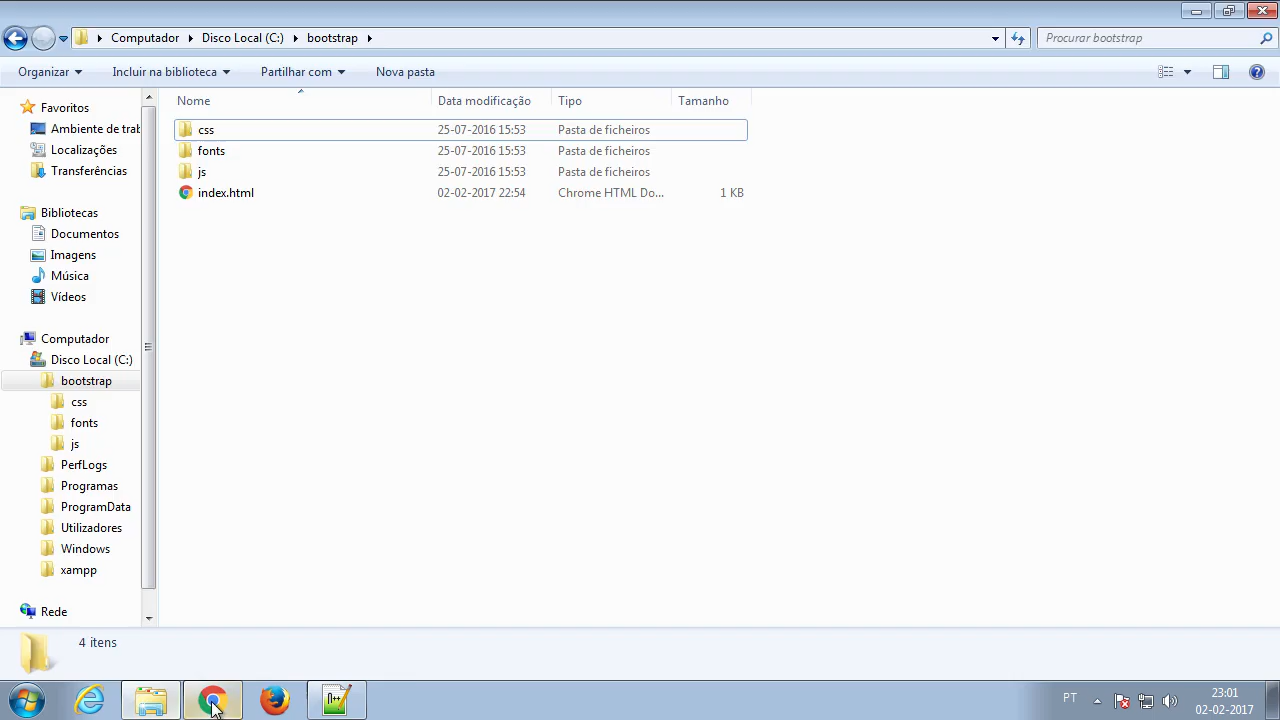 Computador Disco Local (C:) bootstrap
Procurar bootstrap
Organizar Incluir na biblioteca Partilhar com Nova pasta
Nome Data modificação Tipo Tamanho
css 25-07-2016 15:53 Pasta de ficheiros
fonts 25-07-2016 15:53 Pasta de ficheiros
js 25-07-2016 15:53 Pasta de ficheiros
index.html 02-02-2017 22:54 Chrome HTML Do... 1 KB
Favoritos
Ambiente de trab
Localizações
Transferências
Bibliotecas
Documentos
Imagens
Música
Vídeos
Computador
Disco Local (C:)
bootstrap
css
fonts
js
PerfLogs
Programas
ProgramData
Utilizadores
Windows
xampp
Rede
4 itens
PT
23:01
02-02-2017